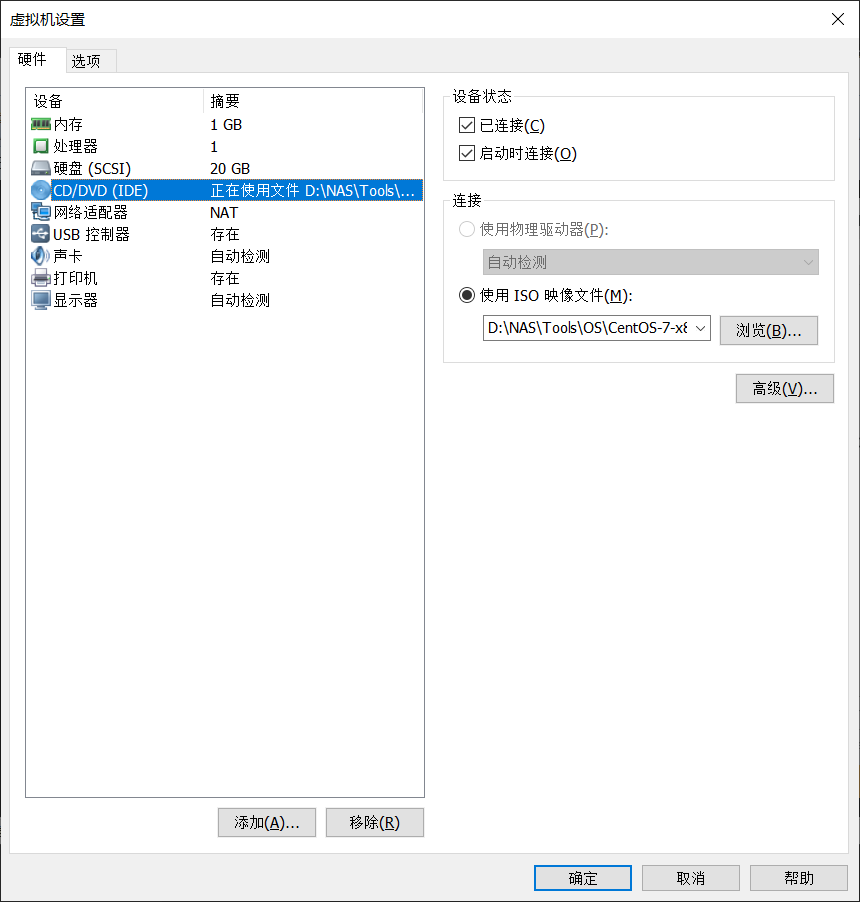 虚拟机设置
硬件 选项
设备 摘要
内存 1 GB
处理器 1
硬盘 (SCSI) 20 GB
CD/DVD (IDE) 正在使用文件 D:\NAS\Tools\...
网络适配器 NAT
USB 控制器 存在
声卡 自动检测
打印机 存在
显示器 自动检测
添加(A)... 移除(R)
设备状态
已连接(C)
启动时连接(O)
连接
使用物理驱动器(P):
自动检测
使用 ISO 映像文件(M):
D:\NAS\Tools\OS\CentOS-7-x8 浏览(B)...
高级(V)...
确定 取消 帮助